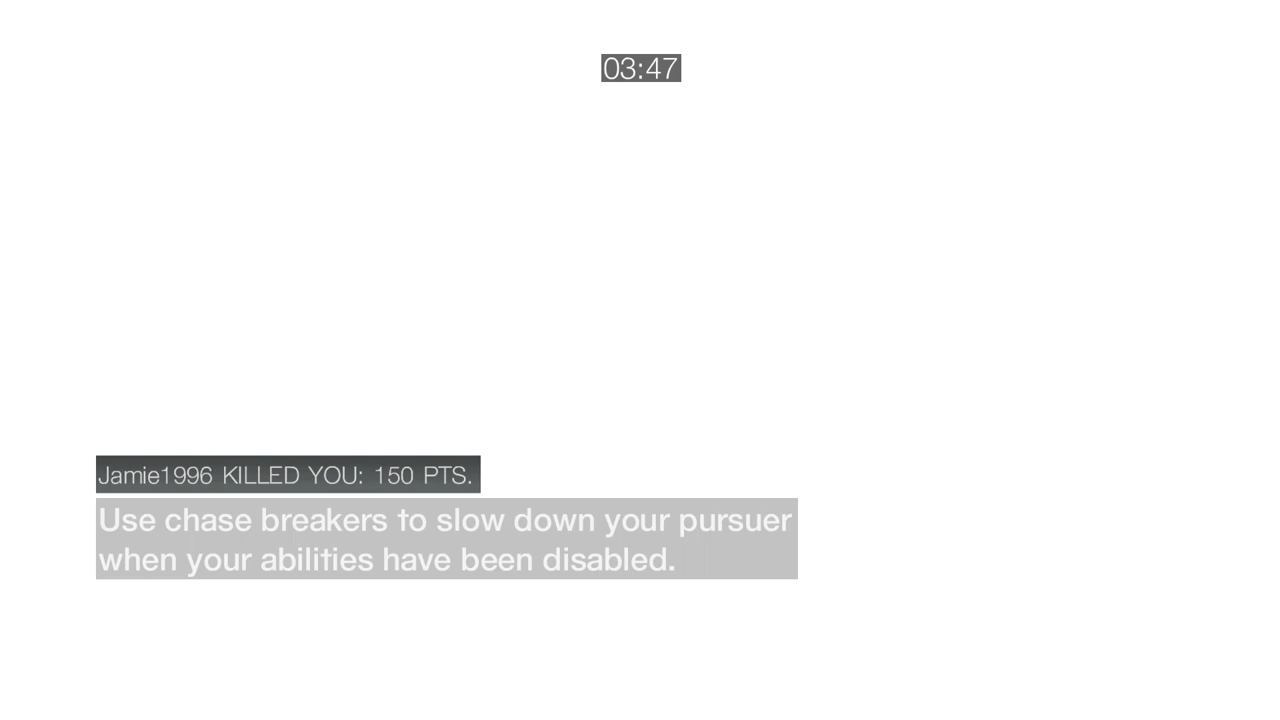 03:47
Jamie1996 KILLED YOU: 150 PTS.
Use chase breakers to slow down your pursuer
when your abilities have been disabled.